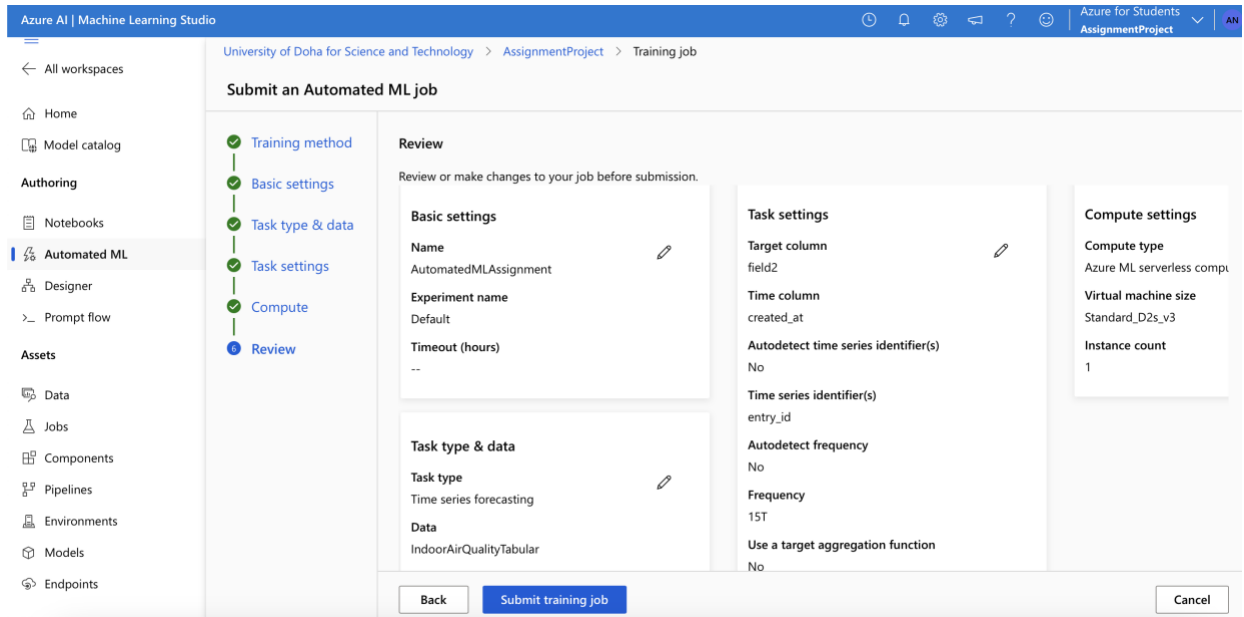 Azure AI | Machine Learning Studio
Azure for Students
AssignmentProject
AN
All workspaces
Home
Model catalog
Authoring
Notebooks
Automated ML
Designer
Prompt flow
Assets
Data
Jobs
Components
Pipelines
Environments
Models
Endpoints
University of Doha for Science and Technology > AssignmentProject > Training job
Submit an Automated ML job
Training method
Basic settings
Task type & data
Task settings
Compute
6 Review
Review
Review or make changes to your job before submission.
Basic settings
Name
AutomatedMLAssignment
Experiment name
Default
Timeout (hours)
--
Task type & data
Task type
Time series forecasting
Data
IndoorAirQualityTabular
Task settings
Target column
field2
Time column
created_at
Autodetect time series identifier(s)
No
Time series identifier(s)
entry_id
Autodetect frequency
No
Frequency
15T
Use a target aggregation function
No
Compute settings
Compute type
Azure ML serverless compu
Virtual machine size
Standard_D2s_v3
Instance count
1
Back
Submit training job
Cancel